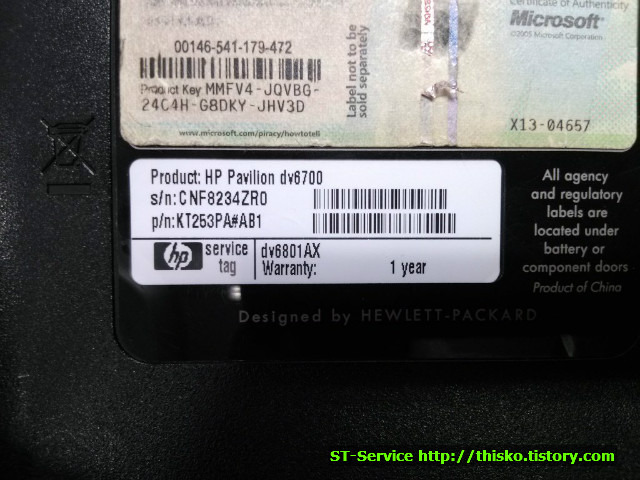 Certificate of Authenticity
Microsoft®
©2005 Microsoft Corporation.
00146-541-179-472
Product Key MMFV4-JQVBG-
24C4H-G8DKY-JHV3D
Label not to be
sold separately
www.microsoft.com/piracy/howtotell
X13-04657
Product: HP Pavilion dv6700
s/n: CNF8234ZR0
p/n: KT253PA#AB1
hp
service
tag
dv6801AX
Warranty: 1 year
All agency
and regulatory
labels are
located under
battery or
component doors
Product of China
Designed by HEWLETT-PACKARD
ST-Service http://thisko.tistory.com